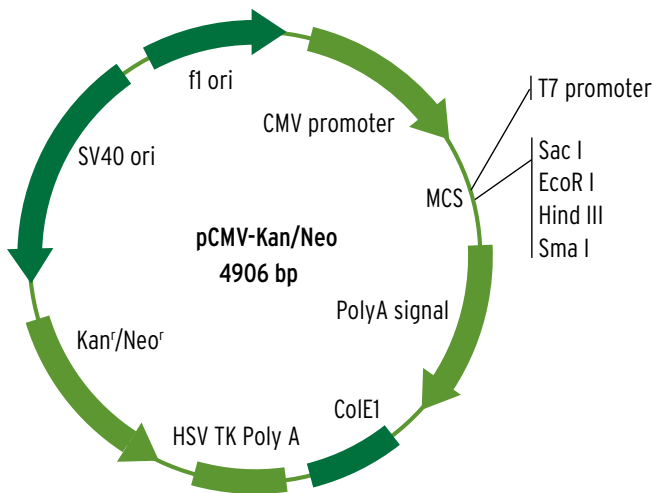 f1 ori
CMV promoter
T7 promoter
SV40 ori
Sac I
EcoR I
Hind III
Sma I
MCS
pCMV-Kan/Neo
4906 bp
PolyA signal
Kanʳ/Neoʳ
ColE1
HSV TK Poly A